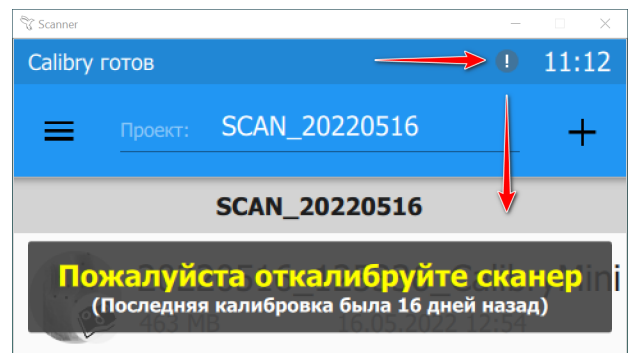 Scanner
Calibry готов
! 11:12
Проект: SCAN_20220516
SCAN_20220516
Пожалуйста откалибруйте сканер
(Последняя калибровка была 16 дней назад)
Mini
463 MB 16.05.2022 12:54